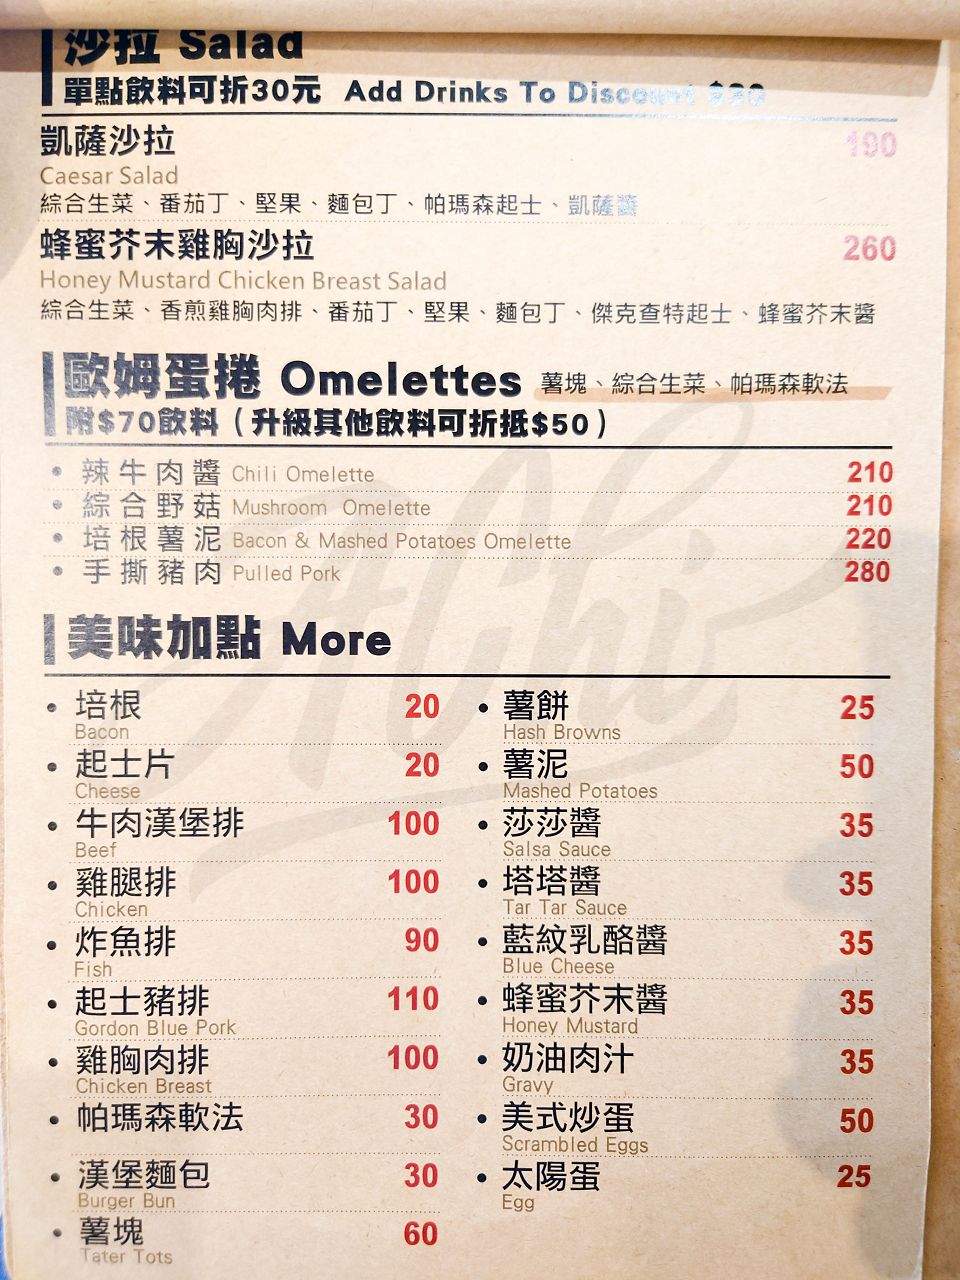 沙拉 Salad
單點飲料可折30元 Add Drinks To Discount $30
凱薩沙拉 190
Caesar Salad
綜合生菜、番茄丁、堅果、麵包丁、帕瑪森起士、凱薩醬
蜂蜜芥末雞胸沙拉 260
Honey Mustard Chicken Breast Salad
綜合生菜、香煎雞胸肉排、番茄丁、堅果、麵包丁、傑克查特起士、蜂蜜芥末醬
歐姆蛋捲 Omelettes 薯塊、綜合生菜、帕瑪森軟法
附$70飲料（升級其他飲料可折抵$50）
• 辣牛肉醬 Chili Omelette 210
• 綜合野菇 Mushroom Omelette 210
• 培根薯泥 Bacon & Mashed Potatoes Omelette 220
• 手撕豬肉 Pulled Pork 280
美味加點 More
• 培根 20
Bacon
• 起士片 20
Cheese
• 牛肉漢堡排 100
Beef
• 雞腿排 100
Chicken
• 炸魚排 90
Fish
• 起士豬排 110
Gordon Blue Pork
• 雞胸肉排 100
Chicken Breast
• 帕瑪森軟法 30
• 漢堡麵包 30
Burger Bun
• 薯塊 60
Tater Tots
• 薯餅 25
Hash Browns
• 薯泥 50
Mashed Potatoes
• 莎莎醬 35
Salsa Sauce
• 塔塔醬 35
Tar Tar Sauce
• 藍紋乳酪醬 35
Blue Cheese
• 蜂蜜芥末醬 35
Honey Mustard
• 奶油肉汁 35
Gravy
• 美式炒蛋 50
Scrambled Eggs
• 太陽蛋 25
Egg